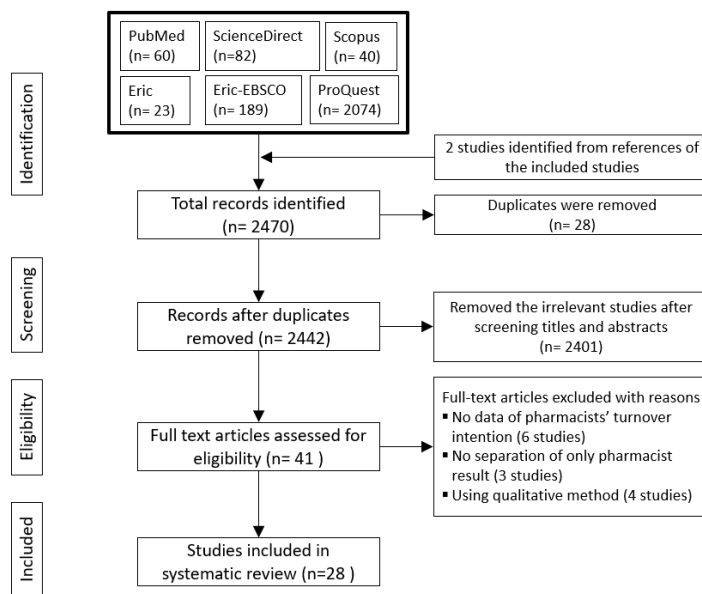 PubMed
(n= 60)
ScienceDirect
(n=82)
Scopus
(n= 40)
Eric
(n= 23)
Eric-EBSCO
(n= 189)
ProQuest
(n= 2074)
Identification
2 studies identified from references of
the included studies
Total records identified
(n= 2470)
Duplicates were removed
(n= 28)
Screening
Records after duplicates
removed (n= 2442)
Removed the irrelevant studies after
screening titles and abstracts
(n= 2401)
Eligibility
Full text articles assessed for
eligibility (n= 41 )
Full-text articles excluded with reasons
▪ No data of pharmacists’ turnover
intention (6 studies)
▪ No separation of only pharmacist
result (3 studies)
▪ Using qualitative method (4 studies)
Included
Studies included in
systematic review (n=28 )